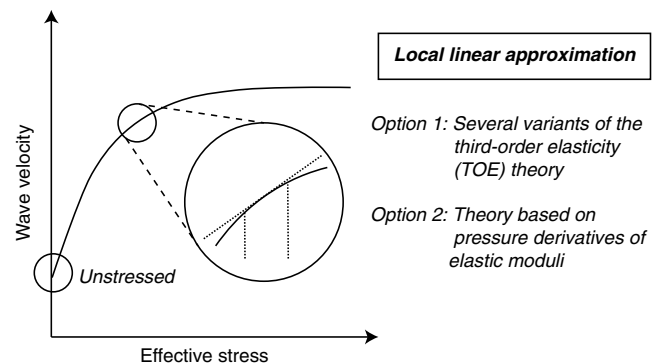 Wave velocity
Unstressed
Effective stress
Local linear approximation
Option 1: Several variants of the
third-order elasticity
(TOE) theory
Option 2: Theory based on
pressure derivatives of
elastic moduli